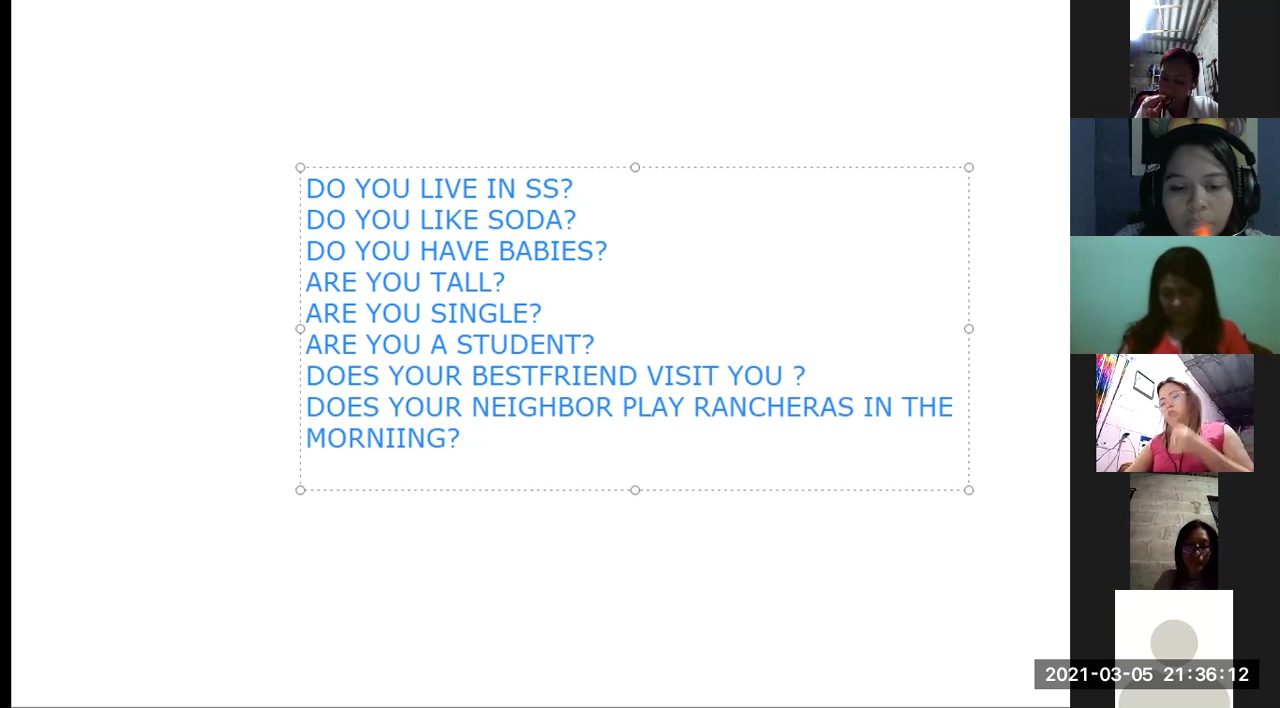 DO YOU LIVE IN SS?
DO YOU LIKE SODA?
DO YOU HAVE BABIES?
ARE YOU TALL?
ARE YOU SINGLE?
ARE YOU A STUDENT?
DOES YOUR BESTFRIEND VISIT YOU ?
DOES YOUR NEIGHBOR PLAY RANCHERAS IN THE
MORNIING?
2021-03-05 21:36:12